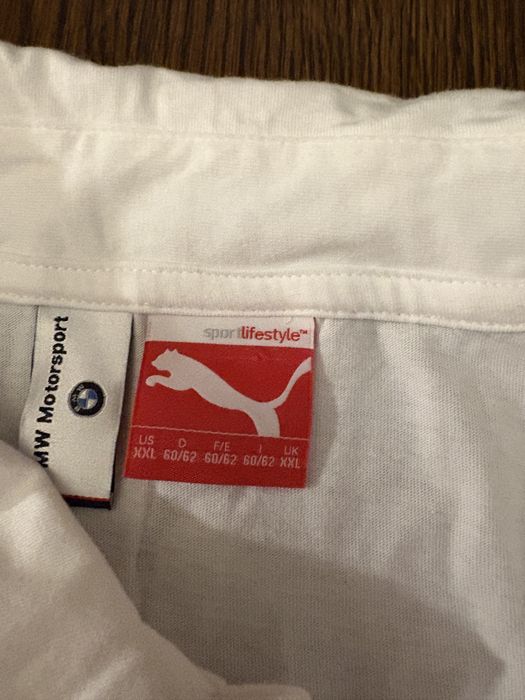 MW Motorsport
sportlifestyle™
US D F/E I UK
XXL 60/62 60/62 60/62 XXL